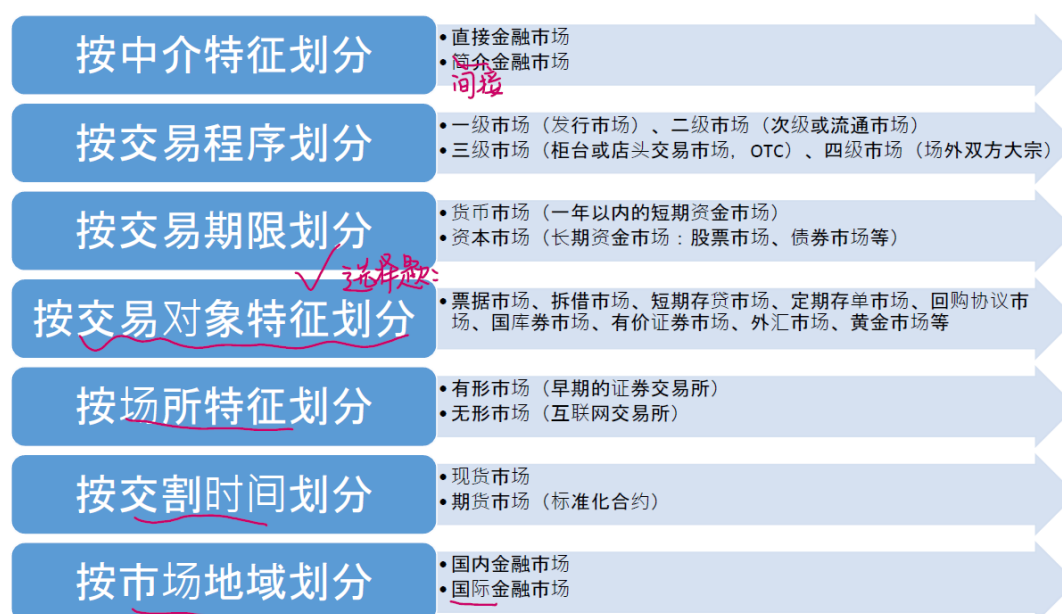 按中介特征划分
•直接金融市场
•简介金融市场
间接
按交易程序划分
•一级市场（发行市场）、二级市场（次级或流通市场）
•三级市场（柜台或店头交易市场，OTC）、四级市场（场外双方大宗）
按交易期限划分
•货币市场（一年以内的短期资金市场）
•资本市场（长期资金市场：股票市场、债券市场等）
选择题：
按交易对象特征划分
•票据市场、拆借市场、短期存贷市场、定期存单市场、回购协议市
场、国库券市场、有价证券市场、外汇市场、黄金市场等
按场所特征划分
•有形市场（早期的证券交易所）
•无形市场（互联网交易所）
按交割时间划分
•现货市场
•期货市场（标准化合约）
按市场地域划分
•国内金融市场
•国际金融市场